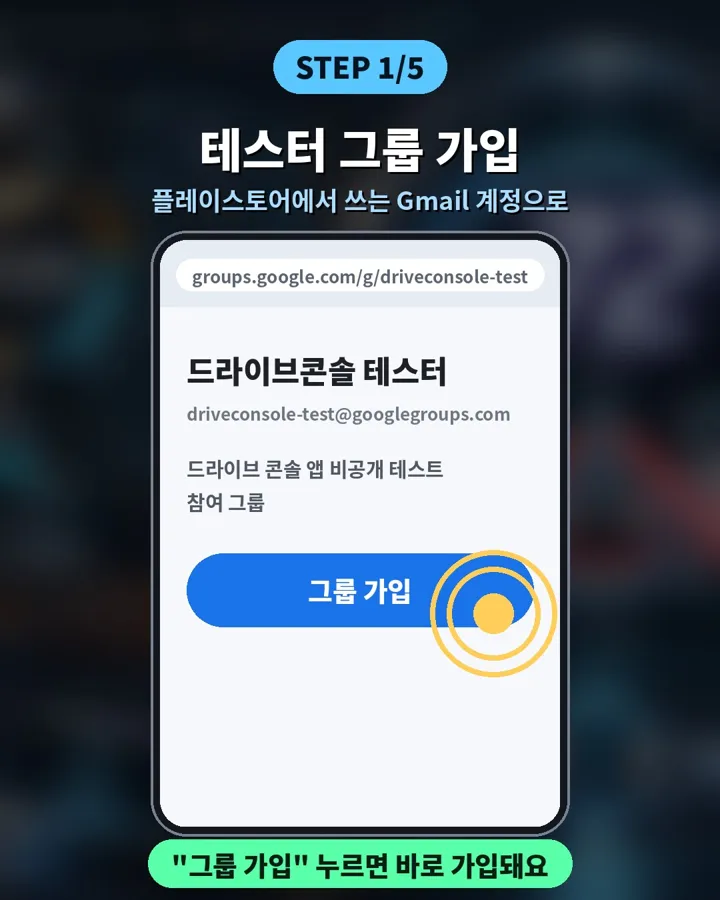 STEP 1/5
테스터 그룹 가입
플레이스토어에서 쓰는 Gmail 계정으로
groups.google.com/g/driveconsole-test
드라이브콘솔 테스터
driveconsole-test@googlegroups.com
드라이브 콘솔 앱 비공개 테스트
참여 그룹
그룹 가입
"그룹 가입" 누르면 바로 가입돼요